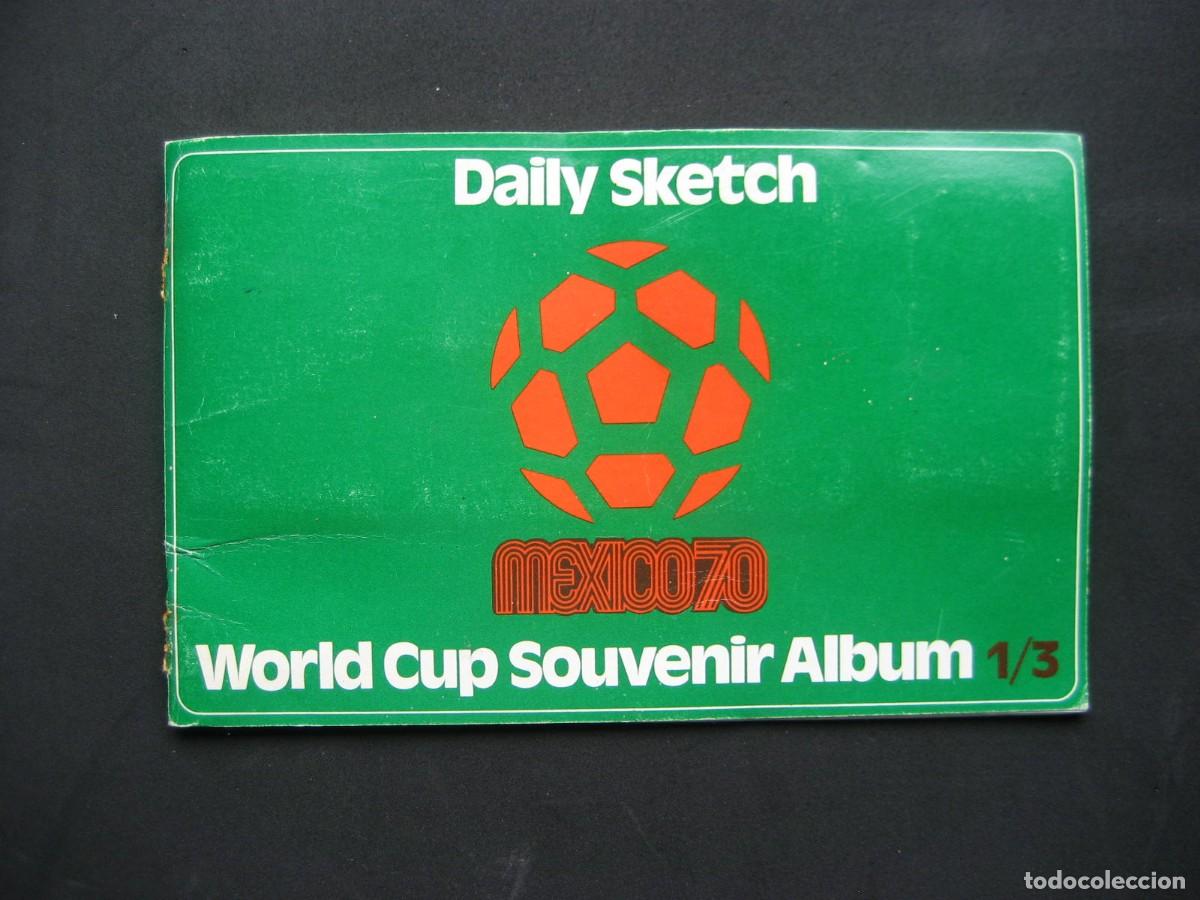 Daily Sketch
MEXICO70
World Cup Souvenir Album 1/3
todocoleccion